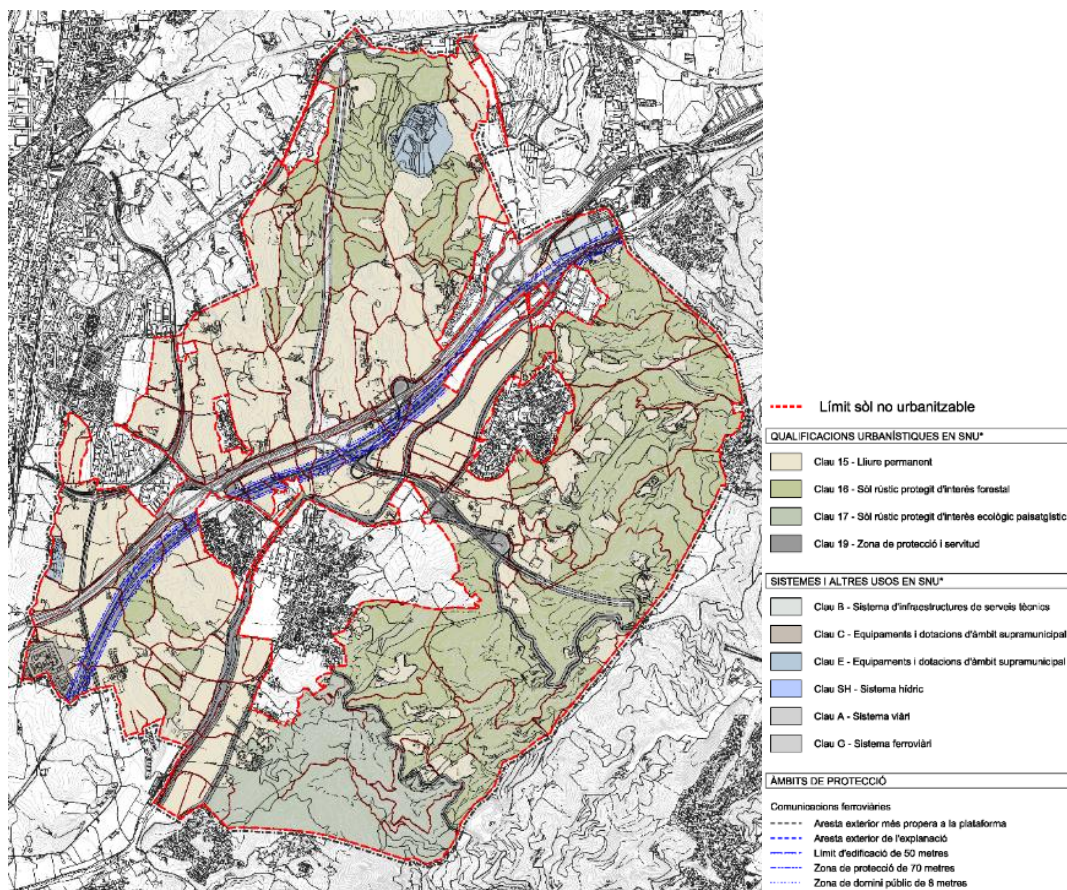 Límit sòl no urbanitzable
QUALIFICACIONS URBANÍSTIQUES EN SNU*
Clau 15 - Lliure permanent
Clau 16 - Sòl rústic protegit d'interès forestal
Clau 17 - Sòl rústic protegit d'interès ecològic paisatgístic
Clau 19 - Zona de protecció i servitud
SISTEMES I ALTRES USOS EN SNU*
Clau B - Sistema d'infraestructures de serveis tècnics
Clau C - Equipaments i dotacions d'àmbit supramunicipal
Clau E - Equipaments i dotacions d'àmbit supramunicipal
Clau SH - Sistema hídric
Clau A - Sistema viàri
Clau G - Sistema ferroviàri
ÀMBITS DE PROTECCIÓ
Comunicacions ferroviàries
Aresta exterior més propera a la plataforma
Aresta exterior de l'explanació
Límit d'edificació de 50 metres
Zona de protecció de 70 metres
Zona de domini públic de 8 metres